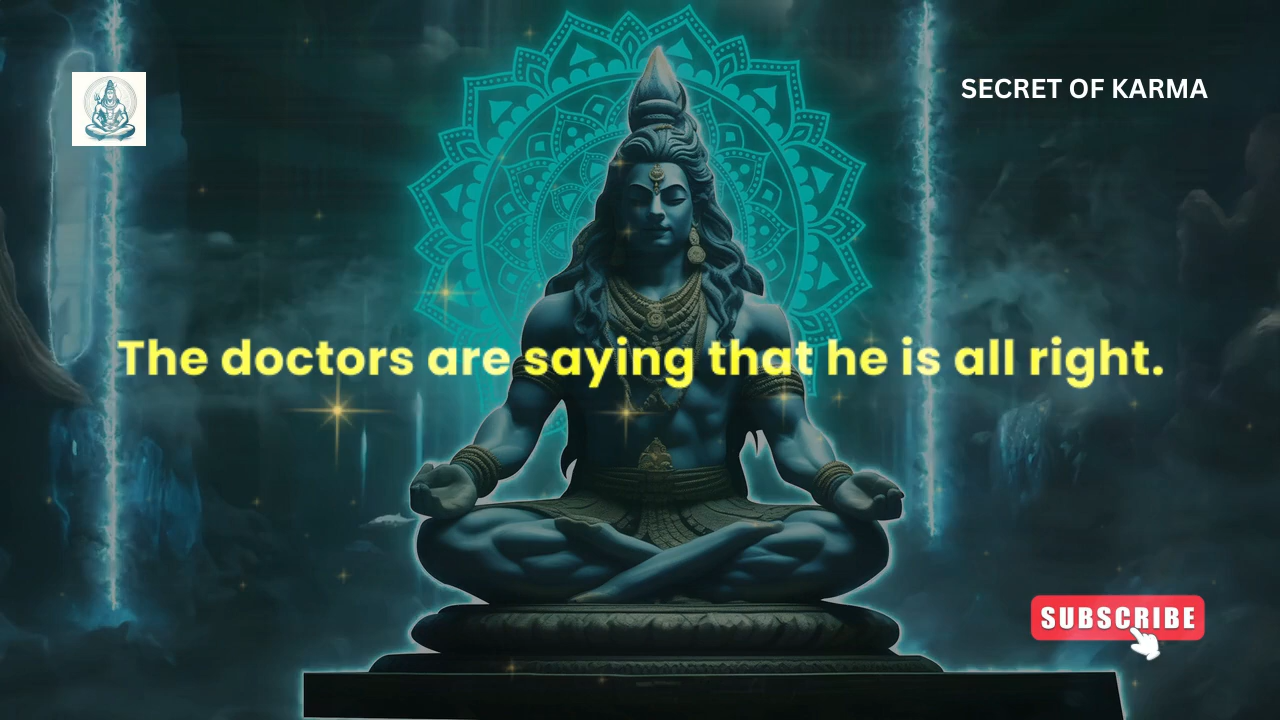 SECRET OF KARMA
The doctors are saying that he is all right.
SUBSCRIBE